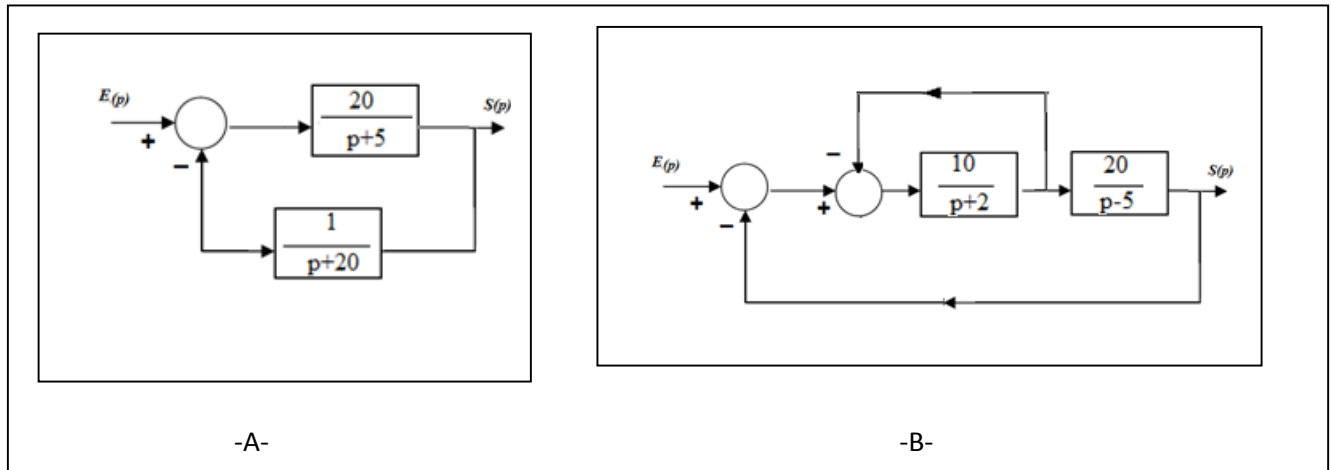 E(p)
+
−
20
p+5
S(p)
1
p+20
E(p)
+
−
−
+
10
p+2
20
p-5
S(p)
-A-
-B-